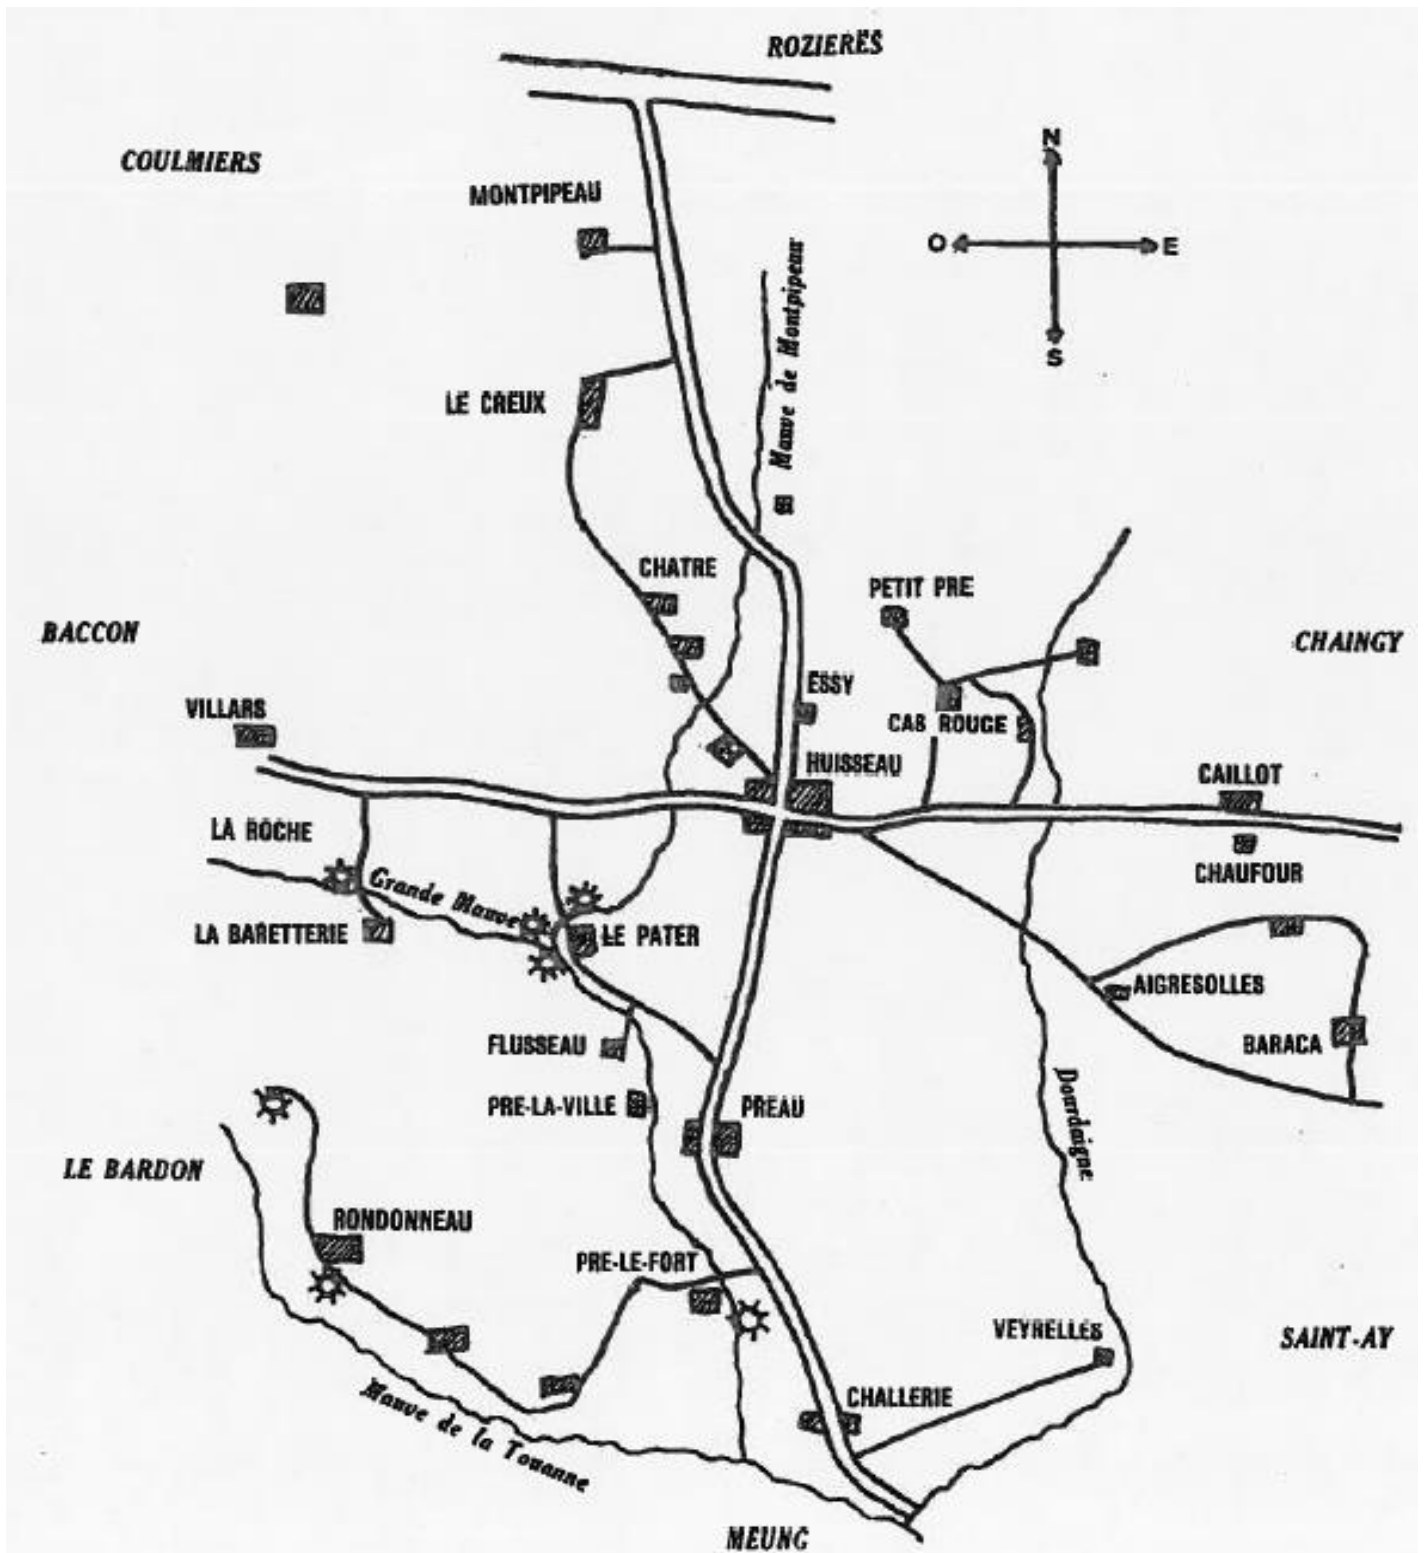 ROZIERES
COULMIERS
N
MONTPIPEAU
O
E
Mauve de Montpipeau
S
LE CREUX
CHATRE
PETIT PRE
BACCON
CHAINGY
ESSY
VILLARS
CAS ROUGE
HUISSEAU
CAILLOT
LA ROCHE
CHAUFOUR
Grande Mauve
LA BARETTERIE
LE PATER
AIGRESOLLES
FLUSSEAU
BARACA
PRE-LA-VILLE
PREAU
Dourdaigne
LE BARDON
RONDONNEAU
PRE-LE-FORT
VEYRELLES
SAINT-AY
CHALLERIE
Mauve de la Touanne
MEUNG